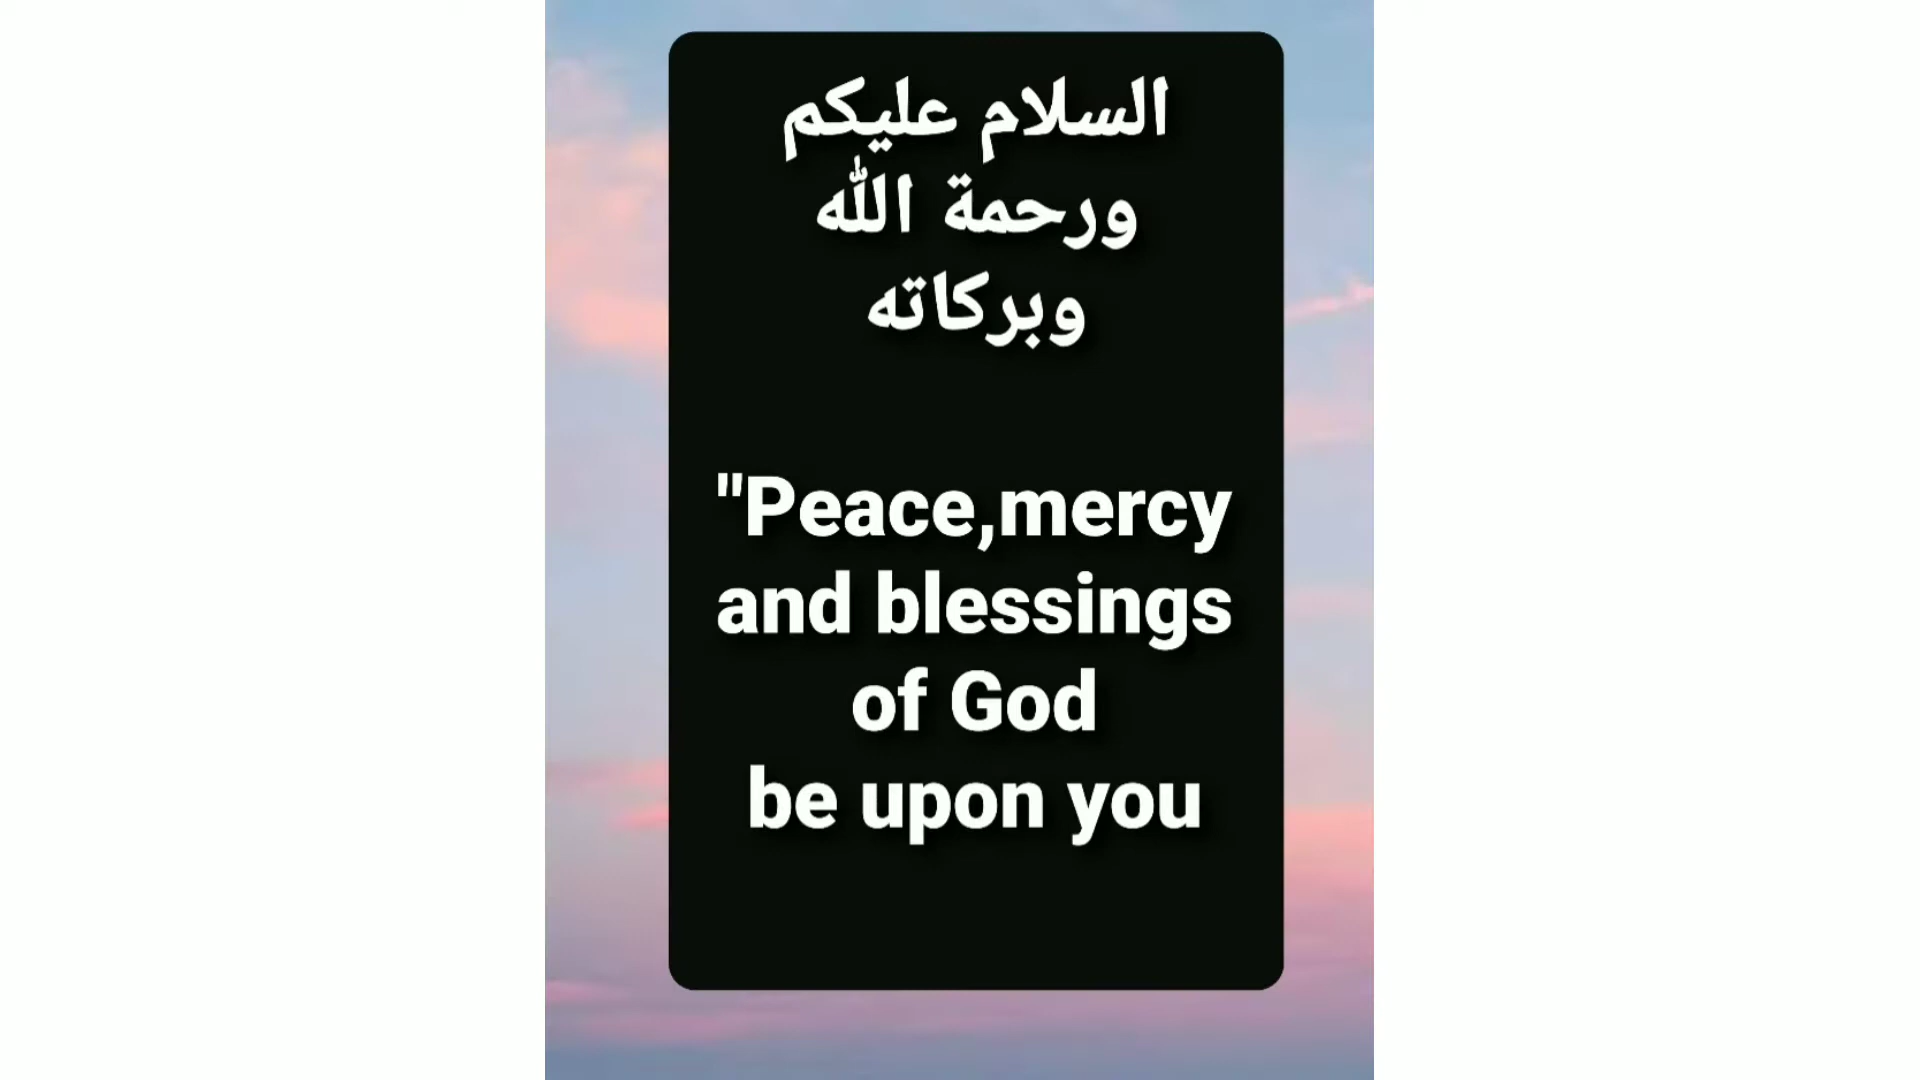 السلام عليكم
ورحمة الله
وبركاته
"Peace,mercy
and blessings
of God
be upon you